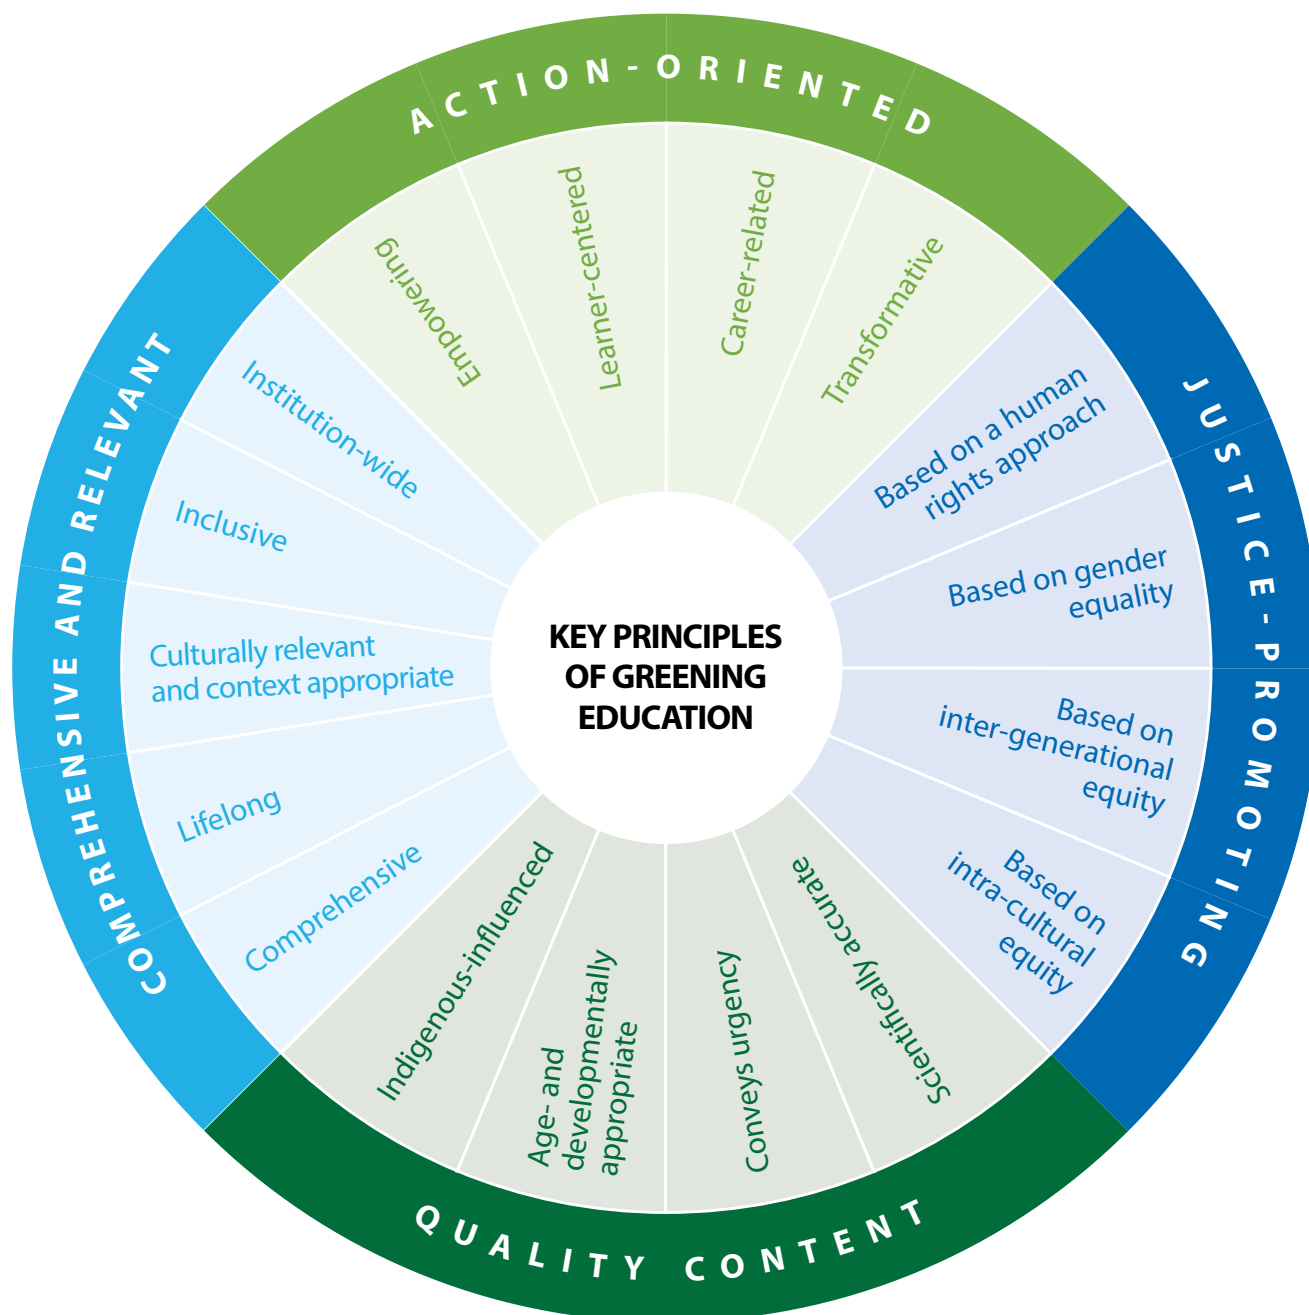 ACTION-ORIENTED
Empowering
Learner-centered
Career-related
Transformative
JUSTICE-PROMOTING
Based on a human
rights approach
Based on gender
equality
Based on
inter-generational
equity
Based on
intra-cultural
equity
QUALITY CONTENT
Scientifically accurate
Conveys urgency
Age- and
developmentally
appropriate
Indigenous-influenced
COMPREHENSIVE AND RELEVANT
Comprehensive
Lifelong
Culturally relevant
and context appropriate
Inclusive
Institution-wide
KEY PRINCIPLES
OF GREENING
EDUCATION